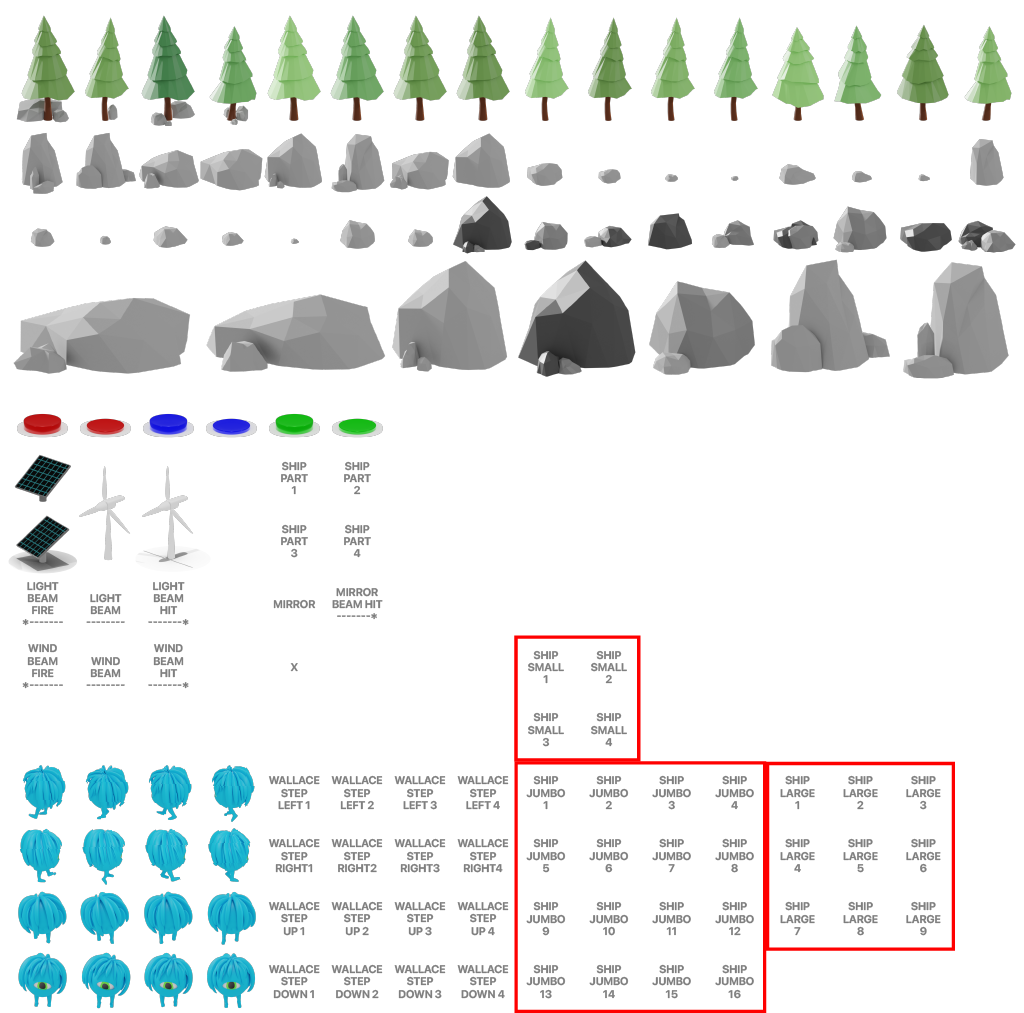 SHIP
PART
1
SHIP
PART
2
SHIP
PART
3
SHIP
PART
4
LIGHT
BEAM
FIRE
*-------
LIGHT
BEAM
--------
LIGHT
BEAM
HIT
-------*
MIRROR
MIRROR
BEAM HIT
-------*
WIND
BEAM
FIRE
*-------
WIND
BEAM
--------
WIND
BEAM
HIT
-------*
X
SHIP
SMALL
1
SHIP
SMALL
2
SHIP
SMALL
3
SHIP
SMALL
4
WALLACE
STEP
LEFT 1
WALLACE
STEP
LEFT 2
WALLACE
STEP
LEFT 3
WALLACE
STEP
LEFT 4
SHIP
JUMBO
1
SHIP
JUMBO
2
SHIP
JUMBO
3
SHIP
JUMBO
4
SHIP
LARGE
1
SHIP
LARGE
2
SHIP
LARGE
3
WALLACE
STEP
RIGHT1
WALLACE
STEP
RIGHT2
WALLACE
STEP
RIGHT3
WALLACE
STEP
RIGHT4
SHIP
JUMBO
5
SHIP
JUMBO
6
SHIP
JUMBO
7
SHIP
JUMBO
8
SHIP
LARGE
4
SHIP
LARGE
5
SHIP
LARGE
6
WALLACE
STEP
UP 1
WALLACE
STEP
UP 2
WALLACE
STEP
UP 3
WALLACE
STEP
UP 4
SHIP
JUMBO
9
SHIP
JUMBO
10
SHIP
JUMBO
11
SHIP
JUMBO
12
SHIP
LARGE
7
SHIP
LARGE
8
SHIP
LARGE
9
WALLACE
STEP
DOWN 1
WALLACE
STEP
DOWN 2
WALLACE
STEP
DOWN 3
WALLACE
STEP
DOWN 4
SHIP
JUMBO
13
SHIP
JUMBO
14
SHIP
JUMBO
15
SHIP
JUMBO
16